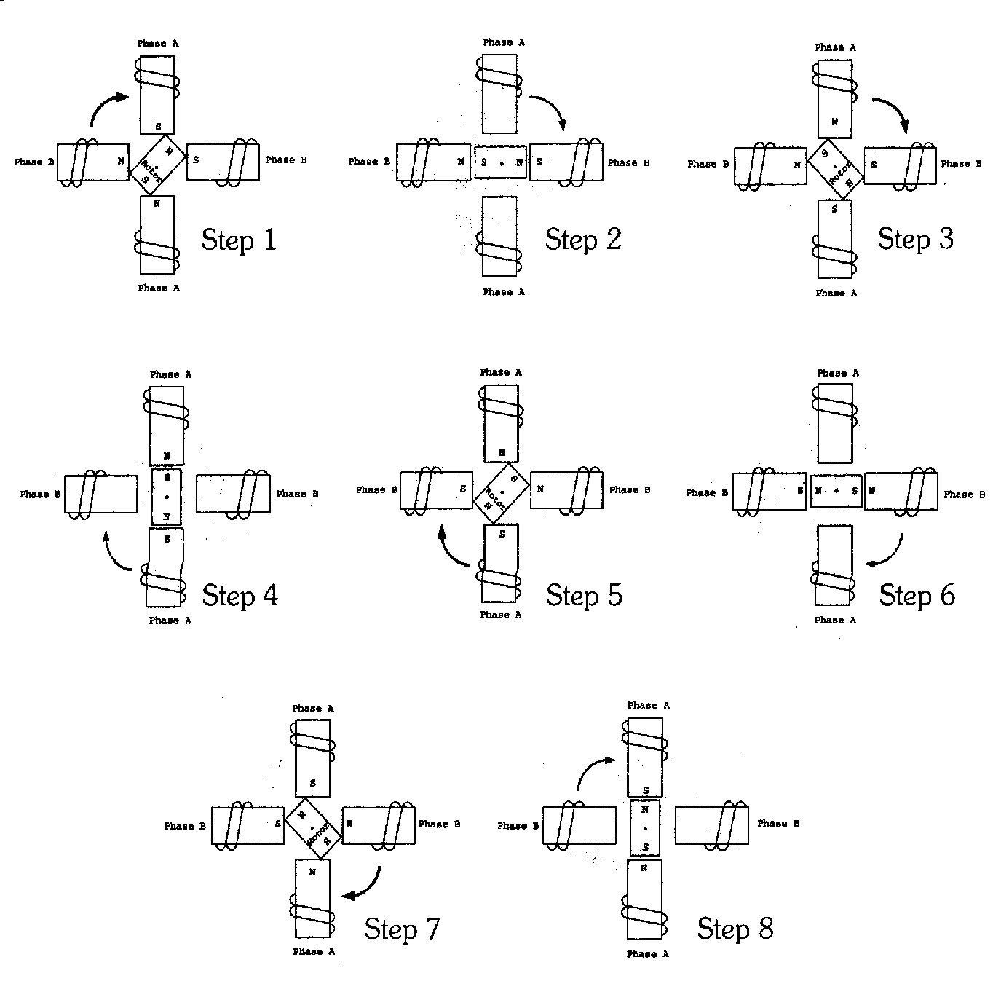 Phase A
S
Phase B
N
N
Rotor
S
S
Phase B
N
Phase A
Step 1
Phase A
Phase B
N
S
N
S
Phase B
Phase A
Step 2
Phase A
N
Phase B
N
S
Rotor
N
S
Phase B
S
Phase A
Step 3
Phase A
N
Phase B
S
N
Phase B
S
Phase A
Step 4
Phase A
N
Phase B
S
S
Rotor
N
N
Phase B
S
Phase A
Step 5
Phase A
Phase B
S
N
S
N
Phase B
Phase A
Step 6
Phase A
S
Phase B
S
N
Rotor
S
N
Phase B
N
Phase A
Step 7
Phase A
S
Phase B
N
S
Phase B
N
Phase A
Step 8